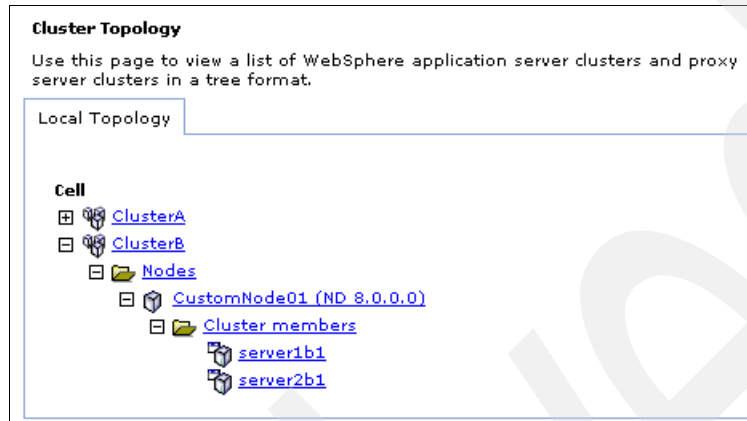 Cluster Topology
Use this page to view a list of WebSphere application server clusters and proxy
server clusters in a tree format.
Local Topology
Cell
ClusterA
ClusterB
Nodes
CustomNode01 (ND 8.0.0.0)
Cluster members
server1b1
server2b1